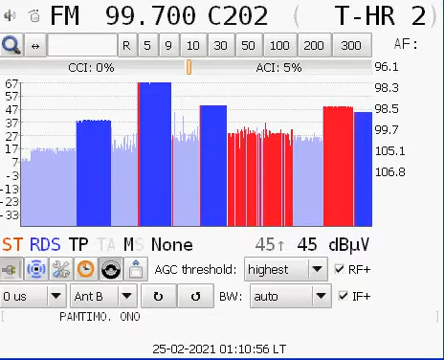 FM 99.700 C202 ( T-HR 2 )
R 5 9 10 30 50 100 200 300 AF:
CCI: 0% ACI: 5% 96.1
67 98.3
57
47 98.5
37
27 99.7
17
7 105.1
-3
-13 106.8
-23
-33
ST RDS TP TA MS None 45↑ 45 dBµV
AGC threshold: highest RF+
0 us Ant B BW: auto IF+
[ PAMTIMO, ONO ]
25-02-2021 01:10:56 LT